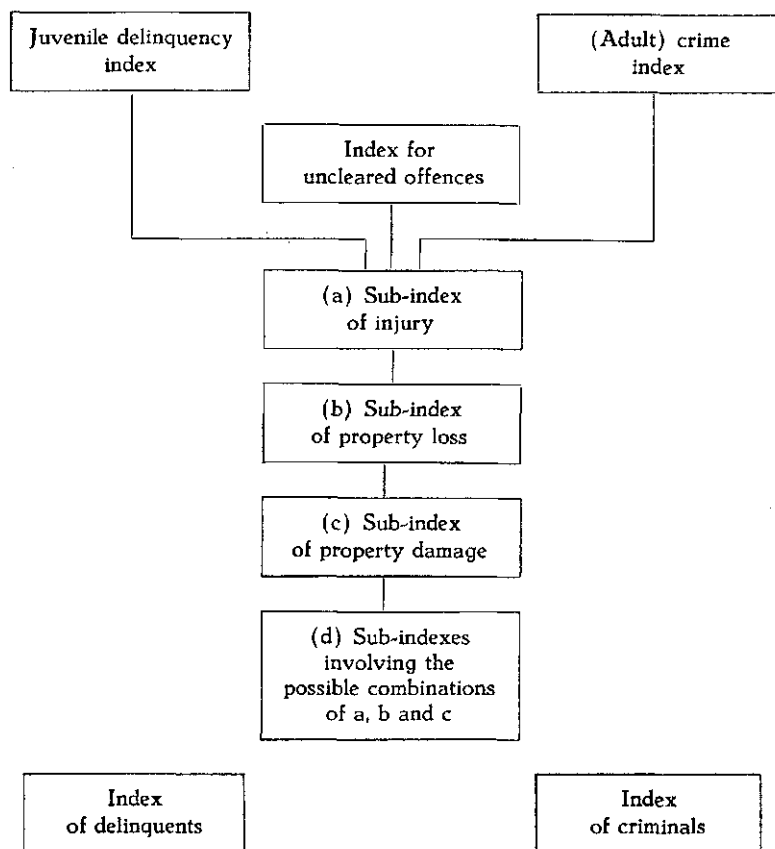 Juvenile delinquency
index
(Adult) crime
index
Index for
uncleared offences
(a) Sub-index
of injury
(b) Sub-index
of property loss
(c) Sub-index
of property damage
(d) Sub-indexes
involving the
possible combinations
of a, b and c
Index
of delinquents
Index
of criminals